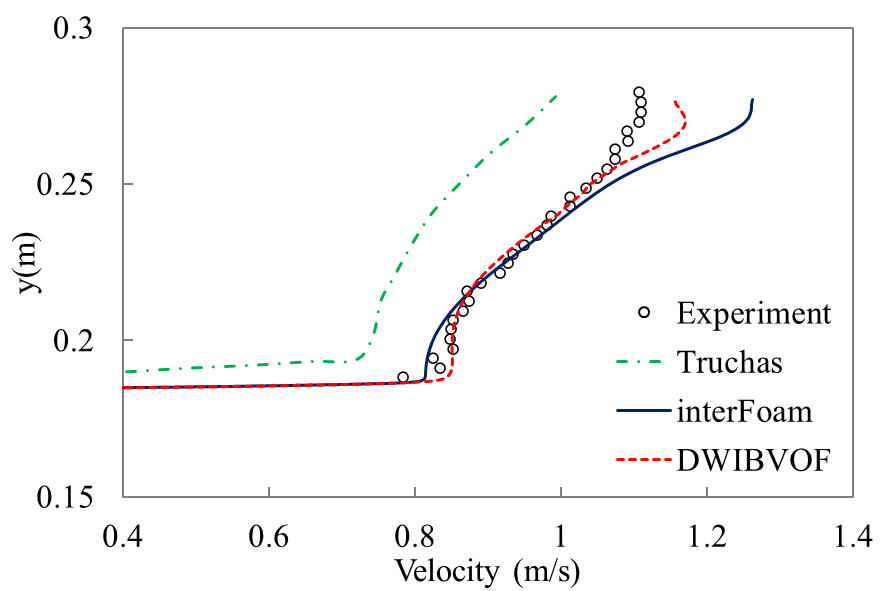 0.3
0.25
0.2
0.15
y(m)
Experiment
Truchas
interFoam
DWIBVOF
0.4 0.6 0.8 1 1.2 1.4
Velocity (m/s)